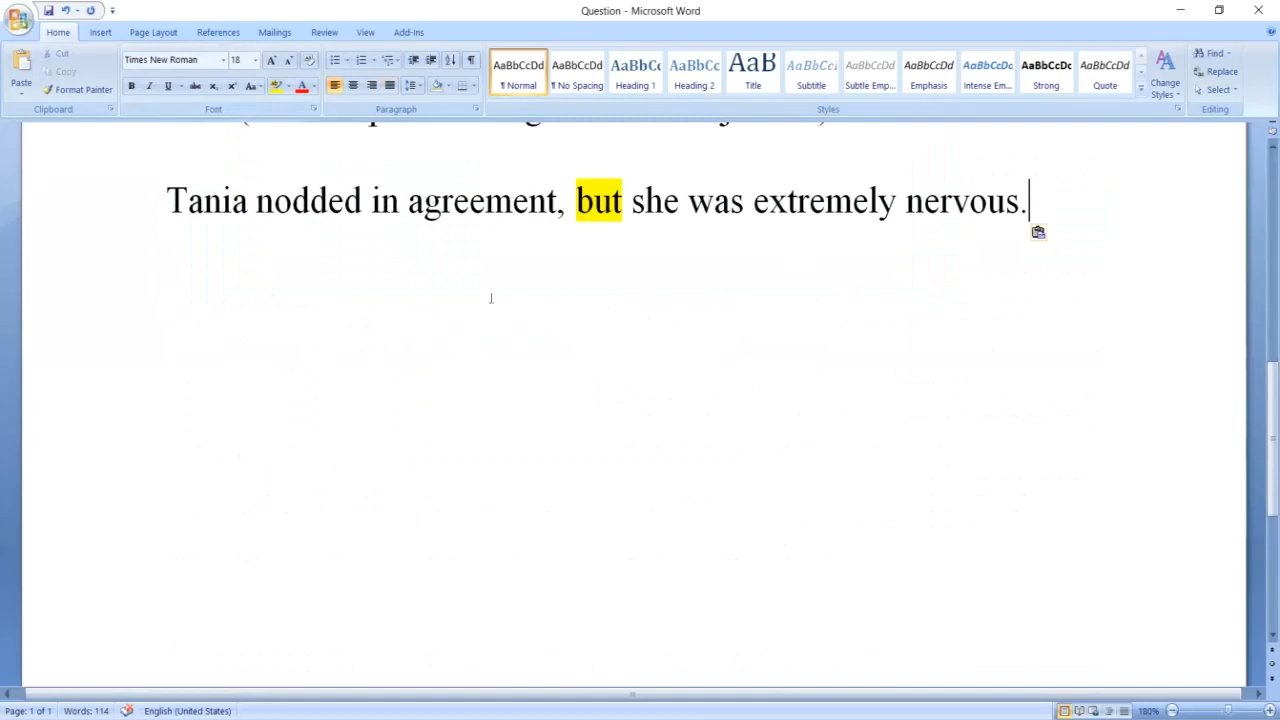 Question - Microsoft Word
Home Insert Page Layout References Mailings Review View Add-Ins
Paste
Cut
Copy
Format Painter
Clipboard
Times New Roman 18
Font
Paragraph
AaBbCcDd AaBbCcDd AaBbCc AaBbCc AaB AaBbCcDd AaBbCcDd AaBbCcDd AaBbCcDd AaBbCcDd AaBbCcDd
¶ Normal ¶ No Spacing Heading 1 Heading 2 Title Subtitle Subtle Emp... Emphasis Intense Em... Strong Quote
Change Styles
Styles
Find
Replace
Select
Editing
Tania nodded in agreement, but she was extremely nervous.
Page: 1 of 1 Words: 114 English (United States) 180%